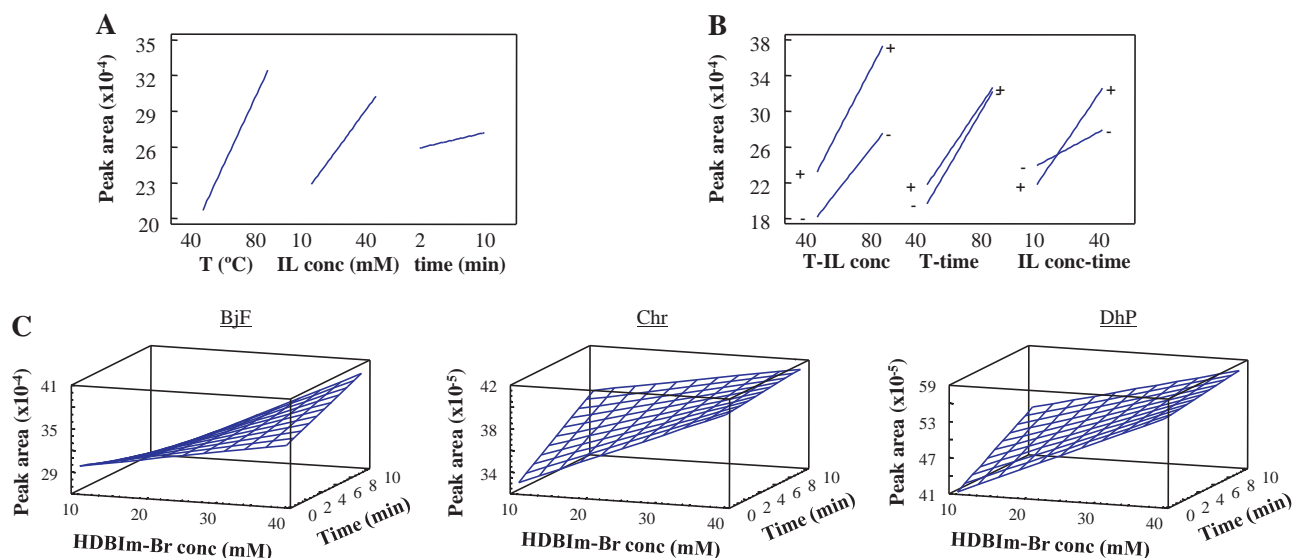 A
Peak area (x10⁻⁴)
35
32
29
26
23
20
40 80 10 40 2 10
T (ºC) IL conc (mM) time (min)
B
Peak area (x10⁻⁴)
38
34
30
26
22
18
+
-
+
-
+
-
+
-
+
-
-
+
40 80 40 80 10 40
T-IL conc T-time IL conc-time
C
BjF
Peak area (x10⁻⁴)
41
35
29
10 20 30 40
0 2 4 6 8 10
HDBIm-Br conc (mM)
Time (min)
Chr
Peak area (x10⁻⁵)
42
38
34
10 20 30 40
0 2 4 6 8 10
HDBIm-Br conc (mM)
Time (min)
DhP
Peak area (x10⁻⁵)
59
53
47
41
10 20 30 40
0 2 4 6 8 10
HDBIm-Br conc (mM)
Time (min)